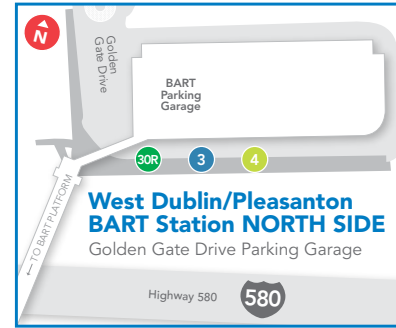 N
Golden
Gate Drive
BART
Parking
Garage
30R
3
4
← TO BART PLATFORM
West Dublin/Pleasanton
BART Station NORTH SIDE
Golden Gate Drive Parking Garage
Highway 580
580